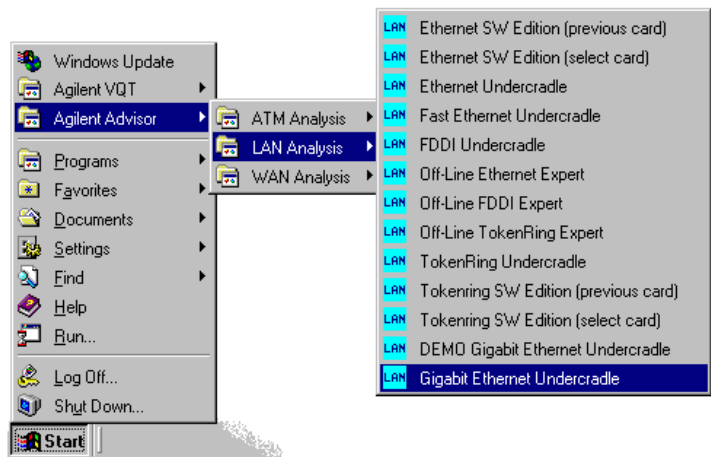 Windows Update
Agilent VQT
Agilent Advisor
Programs
Favorites
Documents
Settings
Find
Help
Run...
Log Off...
Shut Down...
Start
ATM Analysis
LAN Analysis
WAN Analysis
LAN Ethernet SW Edition (previous card)
LAN Ethernet SW Edition (select card)
LAN Ethernet Undercradle
LAN Fast Ethernet Undercradle
LAN FDDI Undercradle
LAN Off-Line Ethernet Expert
LAN Off-Line FDDI Expert
LAN Off-Line TokenRing Expert
LAN TokenRing Undercradle
LAN Tokenring SW Edition (previous card)
LAN Tokenring SW Edition (select card)
LAN DEMO Gigabit Ethernet Undercradle
LAN Gigabit Ethernet Undercradle